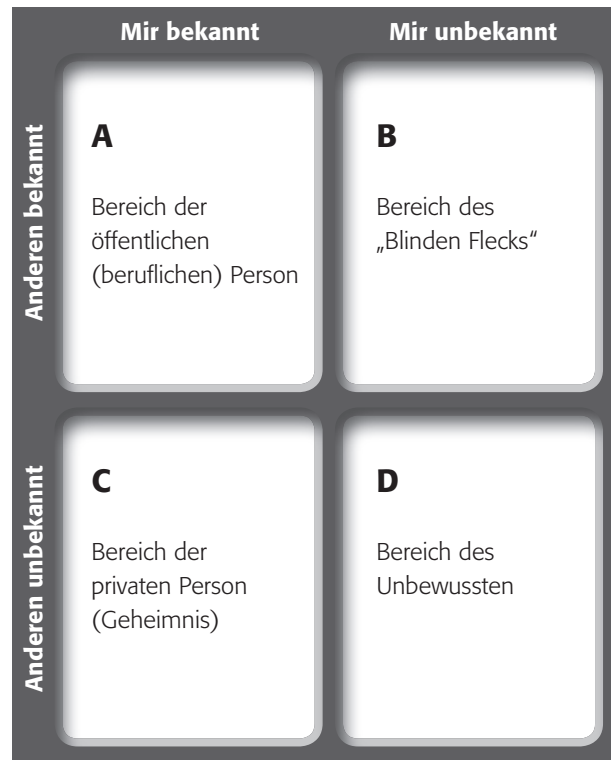 Mir bekannt
Mir unbekannt
Anderen bekannt
A
Bereich der
öffentlichen
(beruflichen) Person
B
Bereich des
„Blinden Flecks“
Anderen unbekannt
C
Bereich der
privaten Person
(Geheimnis)
D
Bereich des
Unbewussten